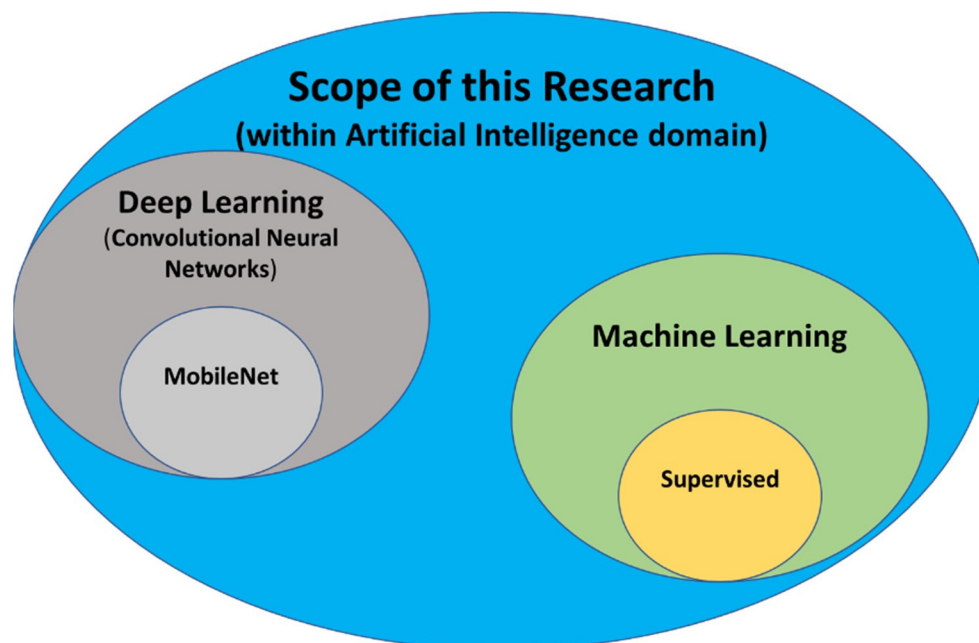 Scope of this Research
(within Artificial Intelligence domain)
Deep Learning
(Convolutional Neural
Networks)
MobileNet
Machine Learning
Supervised